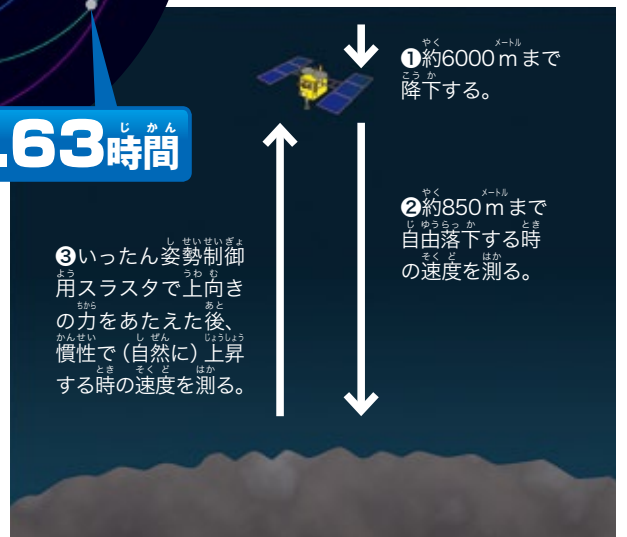 .63時間
❶約6000mまで
降下する。
❷約850mまで
自由落下する時
の速度を測る。
❸いったん姿勢制御
用スラスタで上向き
の力をあたえた後、
慣性で(自然に)上昇
する時の速度を測る。